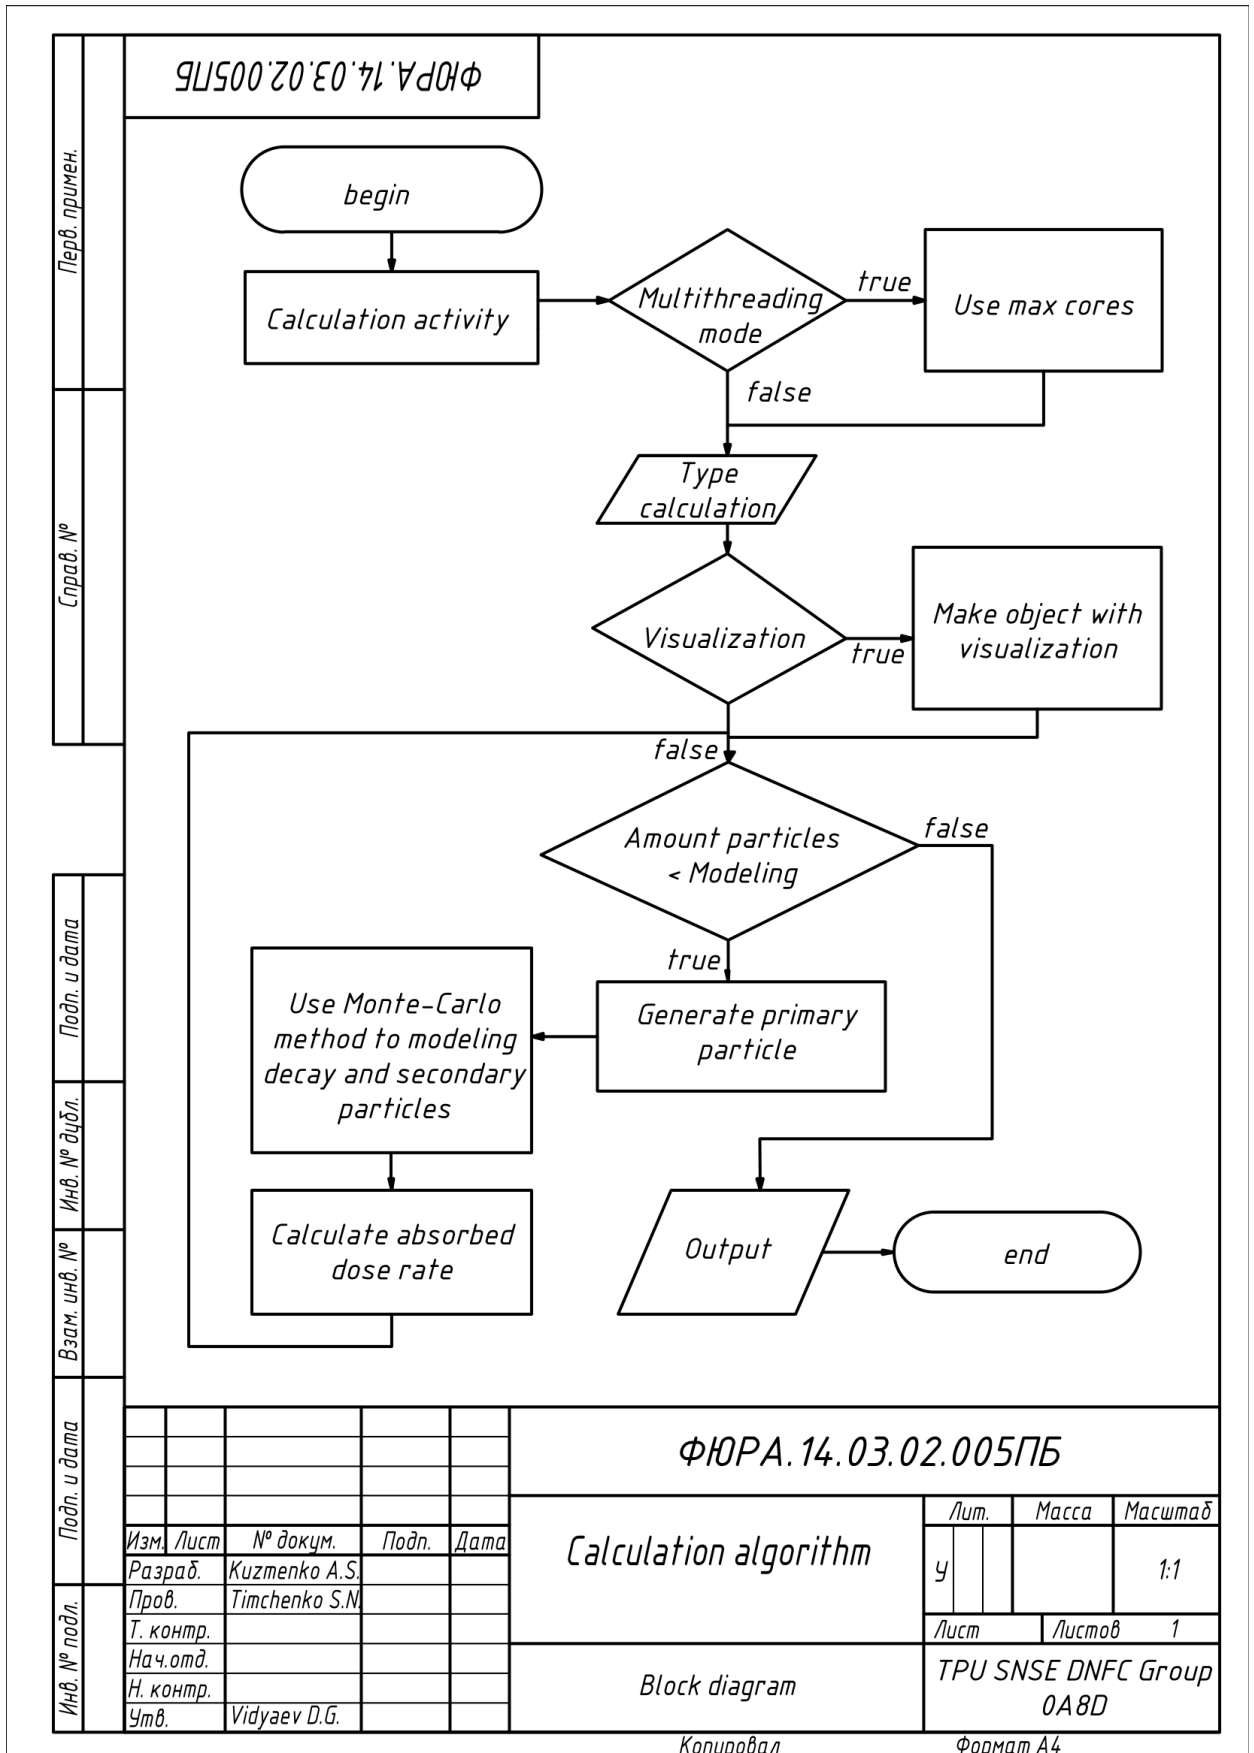 ФЮРА.14.03.02.005ПБ
Перв. примен.
Справ. №
Подп. и дата
Инв. № дубл.
Взам. инв. №
Подп. и дата
Инв. № подл.
begin
Calculation activity
Multithreading
mode
true
Use max cores
false
Type
calculation
Visualization
true
Make object with
visualization
false
Amount particles
< Modeling
false
true
Generate primary
particle
Use Monte-Carlo
method to modeling
decay and secondary
particles
Calculate absorbed
dose rate
Output
end
ФЮРА.14.03.02.005ПБ
Изм. Лист № докум. Подп. Дата
Разраб. Kuzmenko A.S.
Пров. Timchenko S.N.
Т. контр.
Нач.отд.
Н. контр.
Утв. Vidyaev D.G.
Calculation algorithm
Block diagram
Лит. Масса Масштаб
У 1:1
Лист Листов 1
TPU SNSE DNFC Group
0A8D
Копировал Формат А4